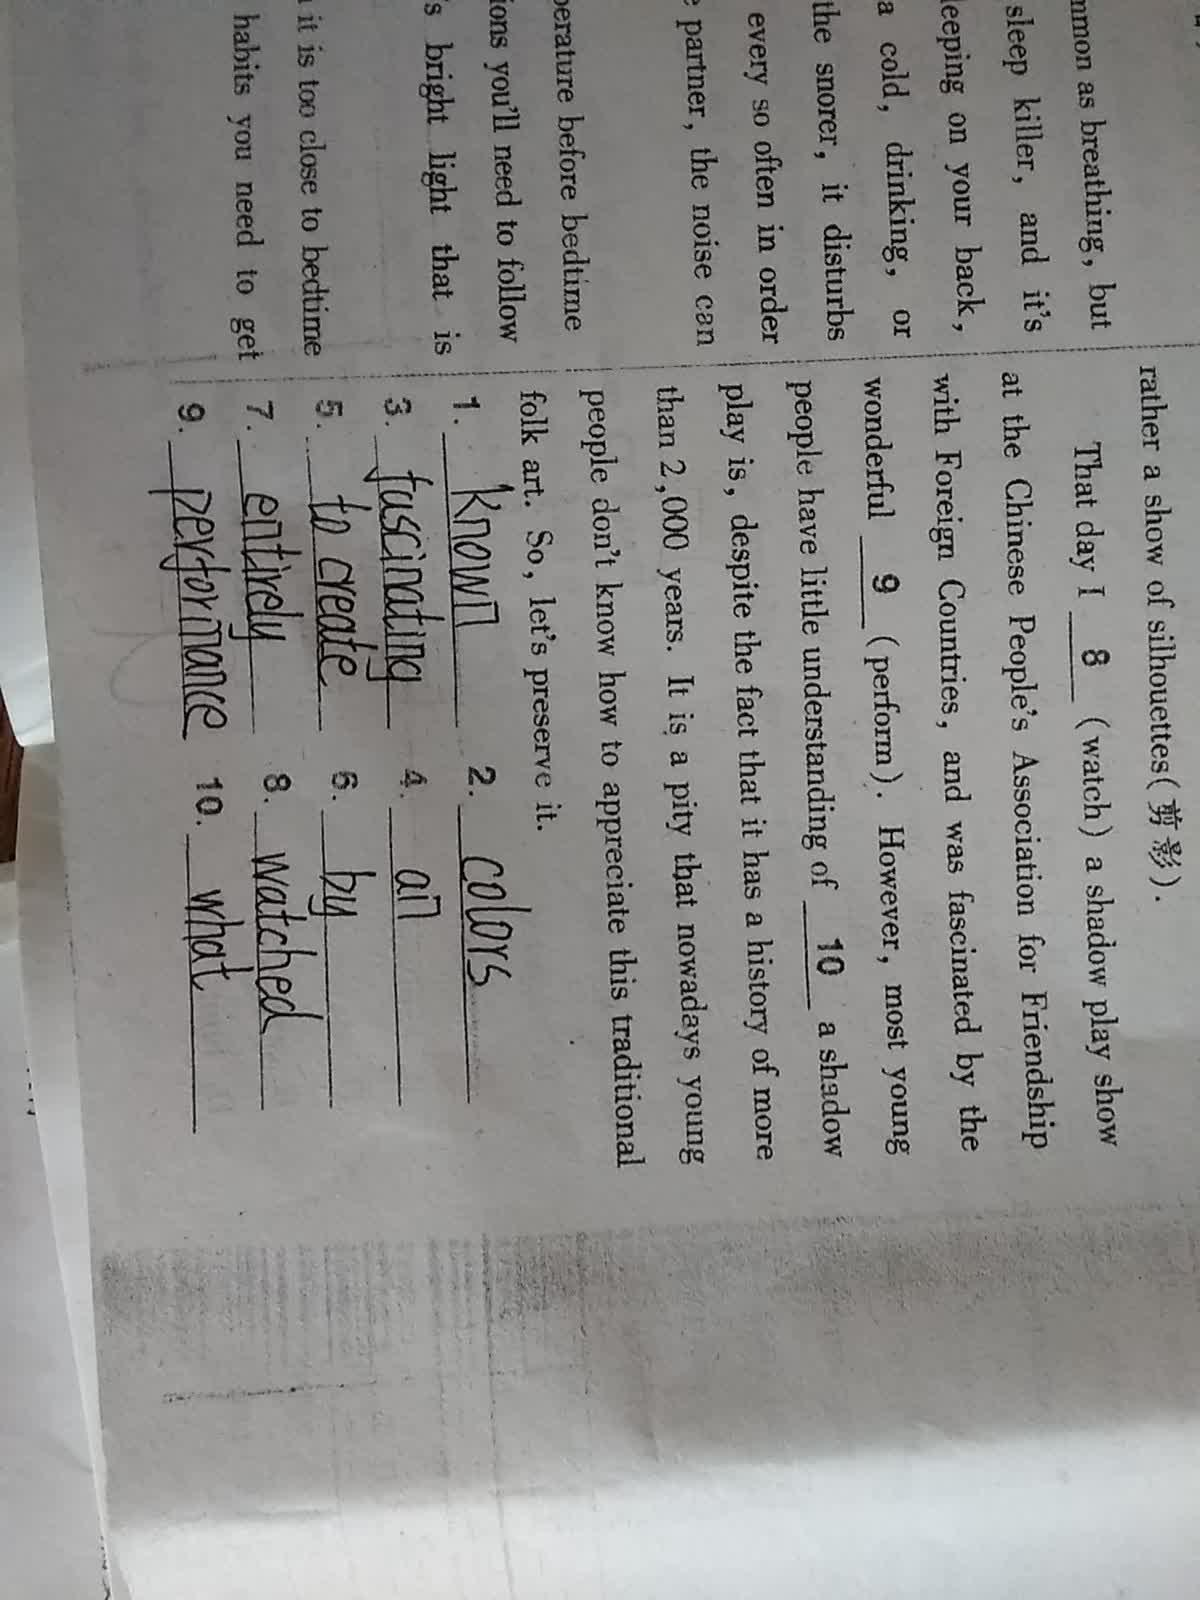 mmon as breathing, but
sleep killer, and it's
leeping on your back,
a cold, drinking, or
the snorer, it disturbs
every so often in order
partner, the noise can
perature before bedtime
ions you'll need to follow
's bright light that is
it is too close to bedtime
habits you need to get
rather a show of silhouettes(剪影).
That day I 8 (watch) a shadow play show
at the Chinese People's Association for Friendship
with Foreign Countries, and was fascinated by the
wonderful 9 (perform). However, most young
people have little understanding of 10 a shadow
play is, despite the fact that it has a history of more
than 2,000 years. It is a pity that nowadays young
people don't know how to appreciate this traditional
folk art. So, let's preserve it.
1. known 2. colors
3. fascinating 4. an
5. to create 6. by
7. entirely 8. watched
9. performance 10. what